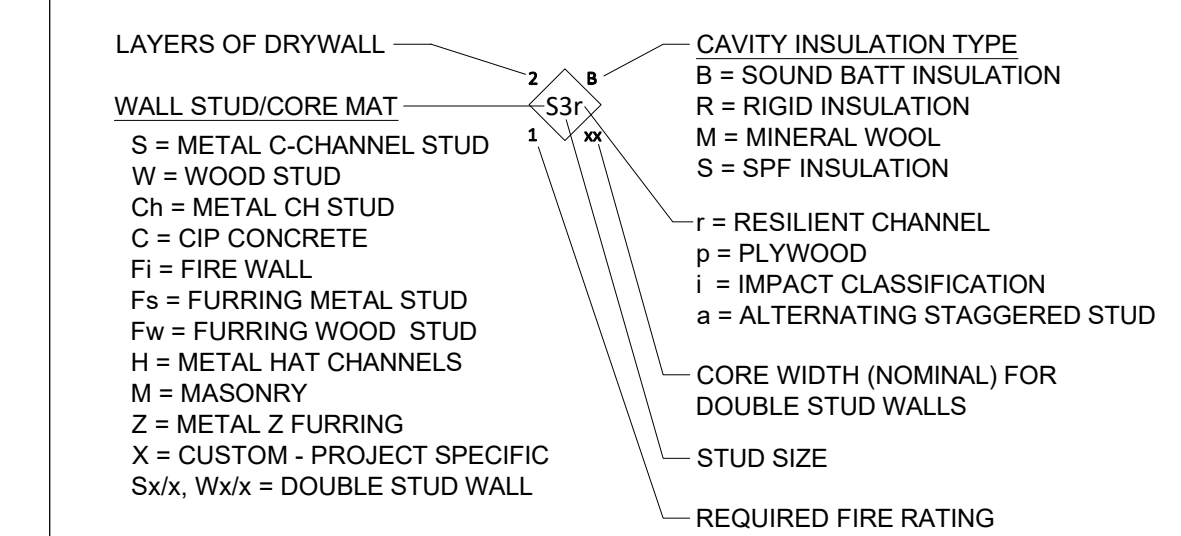 LAYERS OF DRYWALL
WALL STUD/CORE MAT
S = METAL C-CHANNEL STUD
W = WOOD STUD
Ch = METAL CH STUD
C = CIP CONCRETE
Fi = FIRE WALL
Fs = FURRING METAL STUD
Fw = FURRING WOOD STUD
H = METAL HAT CHANNELS
M = MASONRY
Z = METAL Z FURRING
X = CUSTOM - PROJECT SPECIFIC
Sx/x, Wx/x = DOUBLE STUD WALL
2 B
S3r
1 xx
CAVITY INSULATION TYPE
B = SOUND BATT INSULATION
R = RIGID INSULATION
M = MINERAL WOOL
S = SPF INSULATION
r = RESILIENT CHANNEL
p = PLYWOOD
i = IMPACT CLASSIFICATION
a = ALTERNATING STAGGERED STUD
CORE WIDTH (NOMINAL) FOR
DOUBLE STUD WALLS
STUD SIZE
REQUIRED FIRE RATING